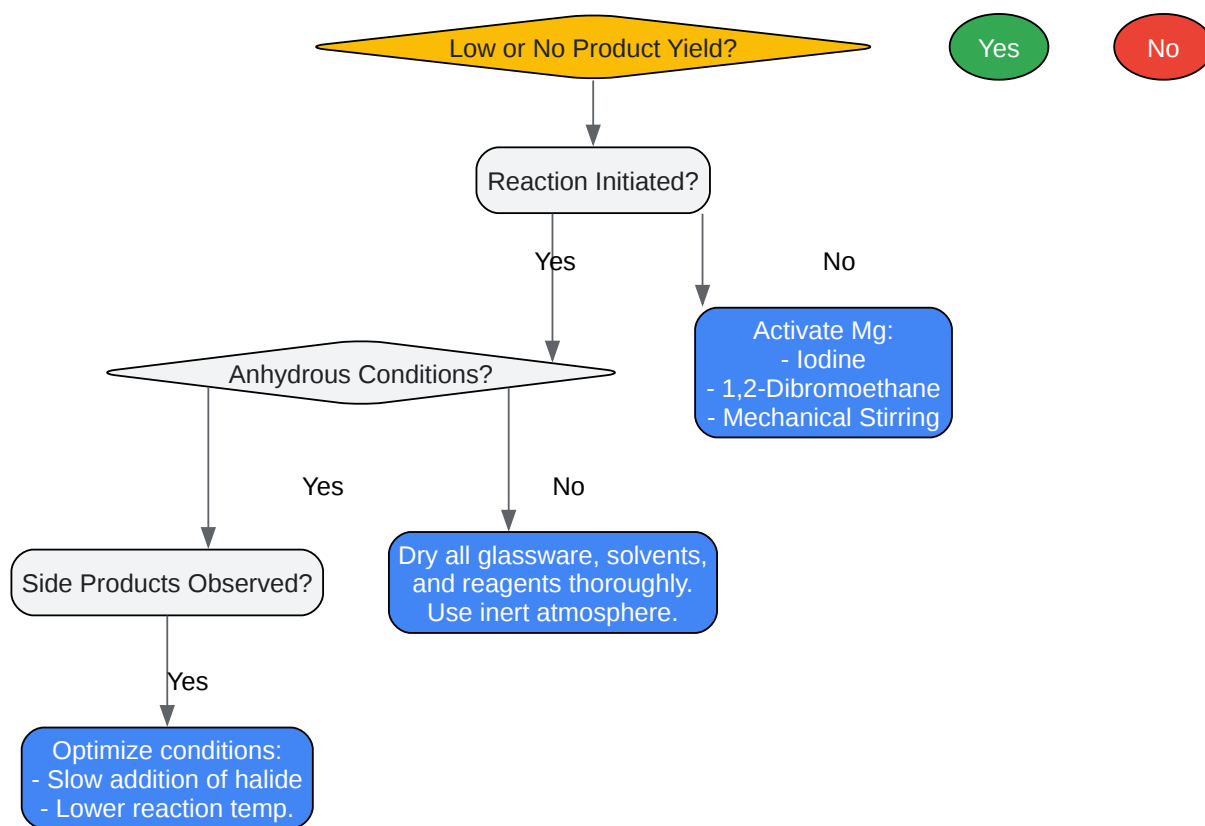 Low or No Product Yield?
Yes
No
Reaction Initiated?
Yes
No
Activate Mg:
- Iodine
- 1,2-Dibromoethane
- Mechanical Stirring
Anhydrous Conditions?
Yes
No
Side Products Observed?
Dry all glassware, solvents,
and reagents thoroughly.
Use inert atmosphere.
Yes
Optimize conditions:
- Slow addition of halide
- Lower reaction temp.